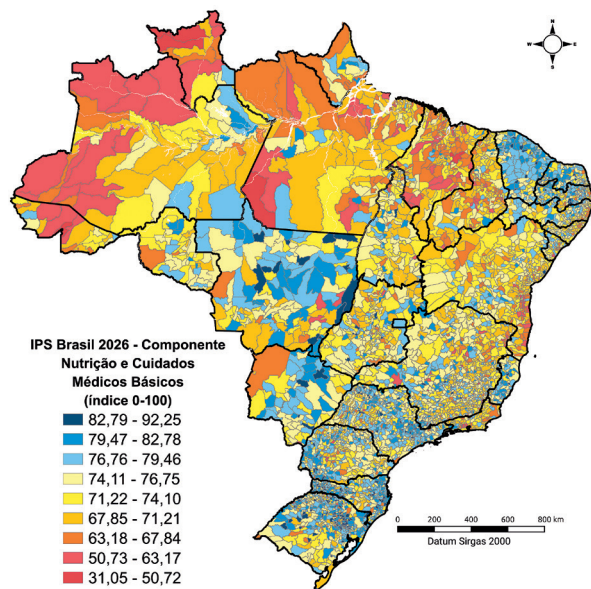 N
W E
S
IPS Brasil 2026 - Componente
Nutrição e Cuidados
Médicos Básicos
(índice 0-100)
82,79 - 92,25
79,47 - 82,78
76,76 - 79,46
74,11 - 76,75
71,22 - 74,10
67,85 - 71,21
63,18 - 67,84
50,73 - 63,17
31,05 - 50,72
0 200 400 600 800 km
Datum Sirgas 2000